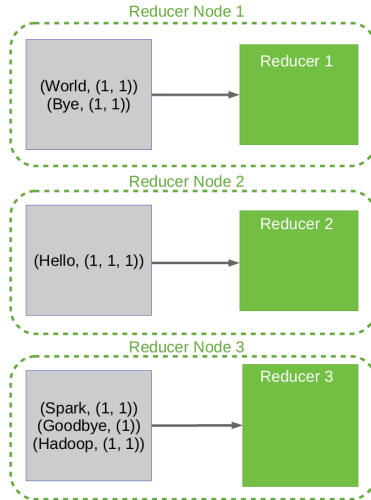 Reducer Node 1
(World, (1, 1))
(Bye, (1, 1))
Reducer 1
Reducer Node 2
(Hello, (1, 1, 1))
Reducer 2
Reducer Node 3
(Spark, (1, 1))
(Goodbye, (1))
(Hadoop, (1, 1))
Reducer 3